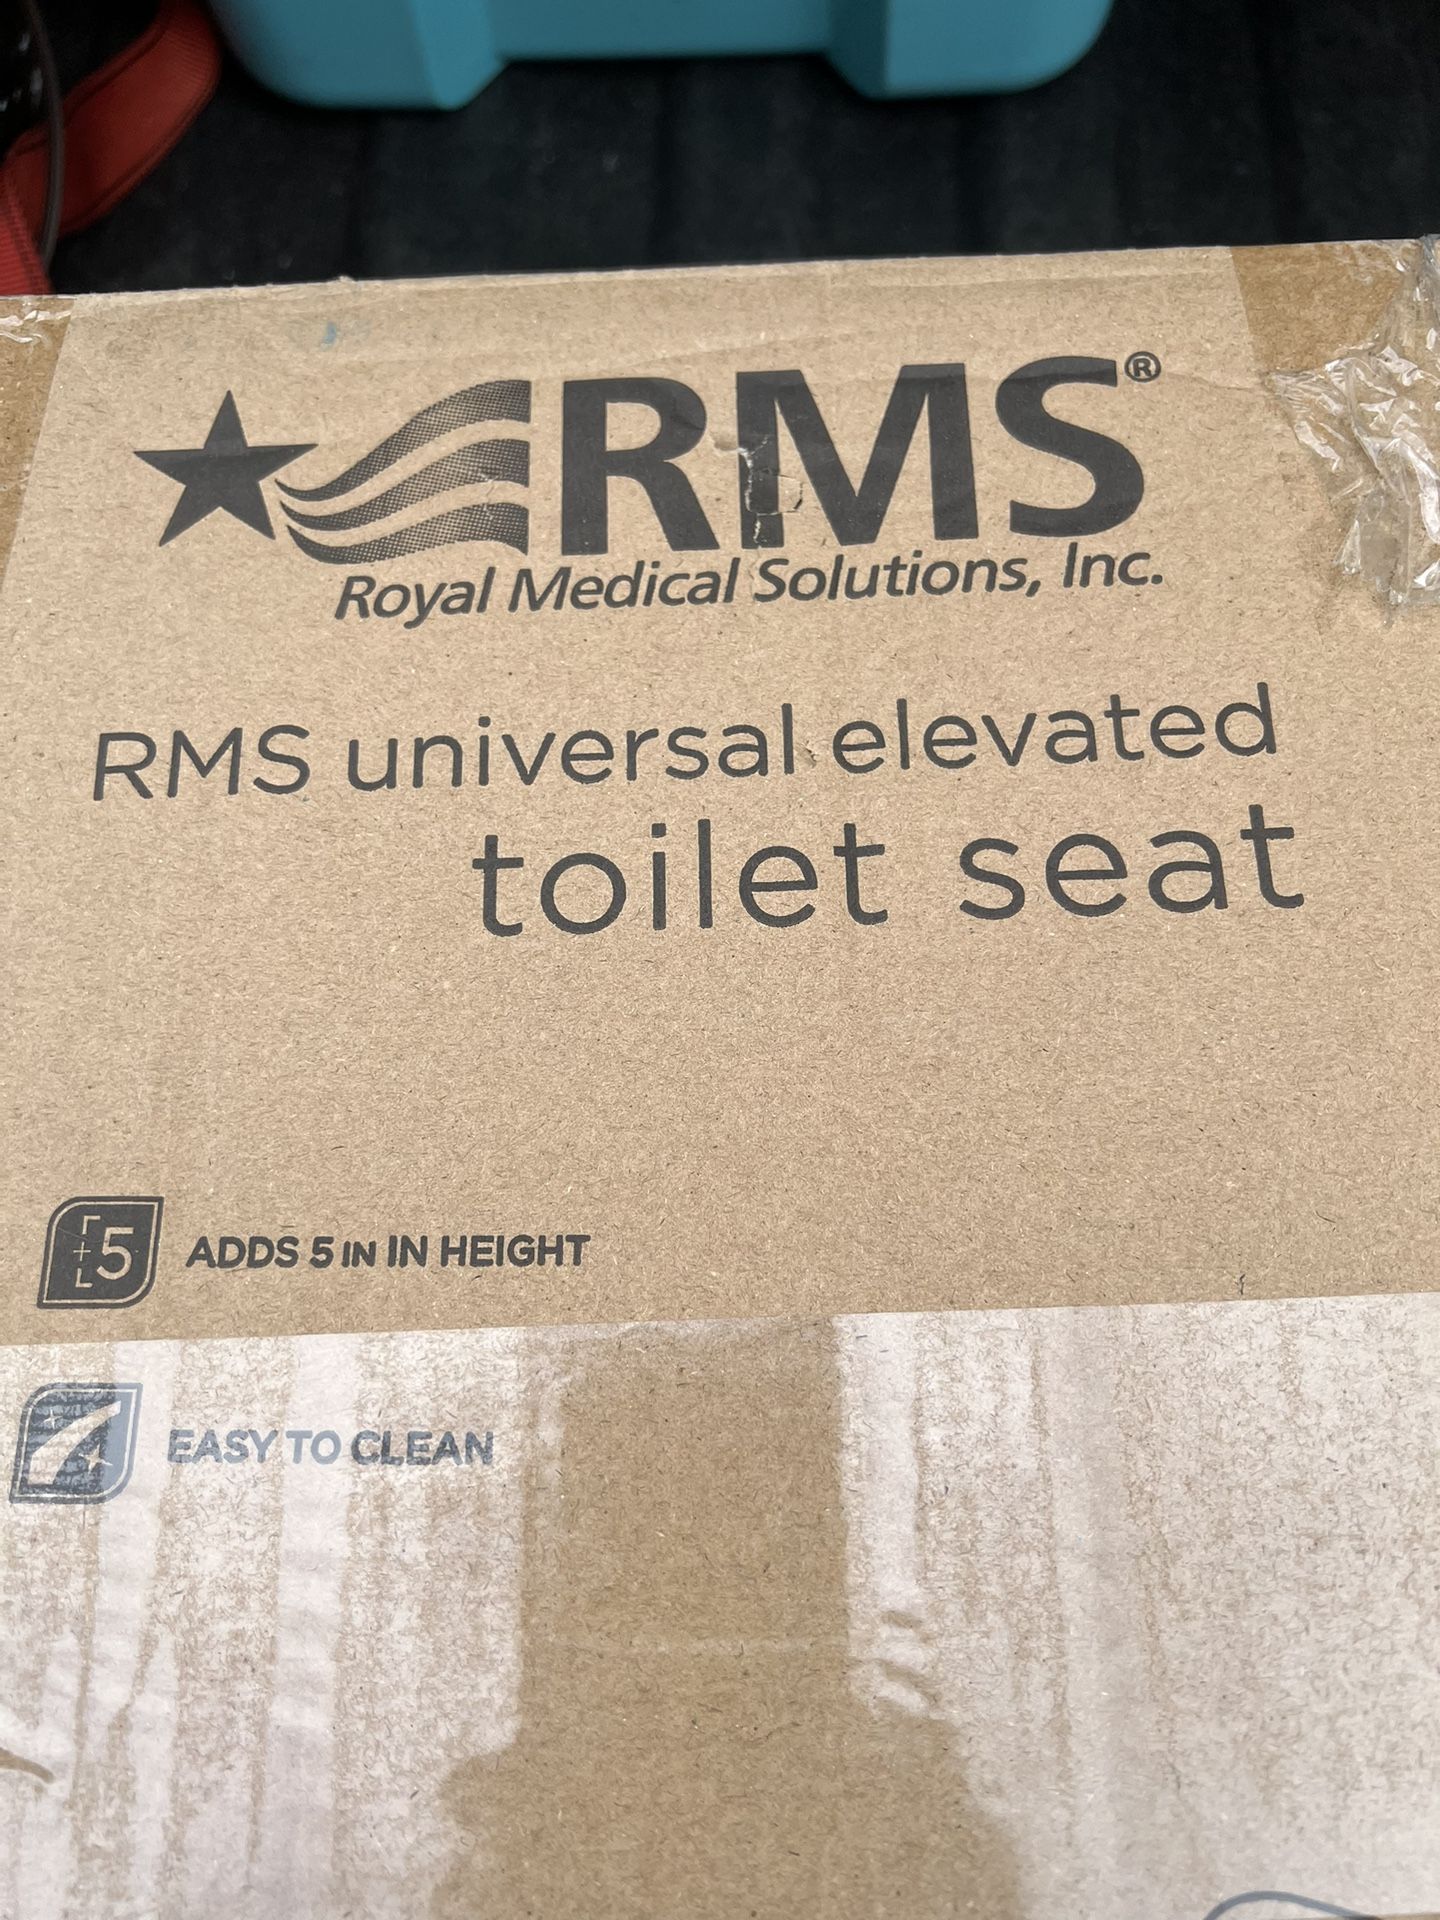 RMS®
Royal Medical Solutions, Inc.
RMS universal elevated
toilet seat
+5 ADDS 5 IN IN HEIGHT
EASY TO CLEAN